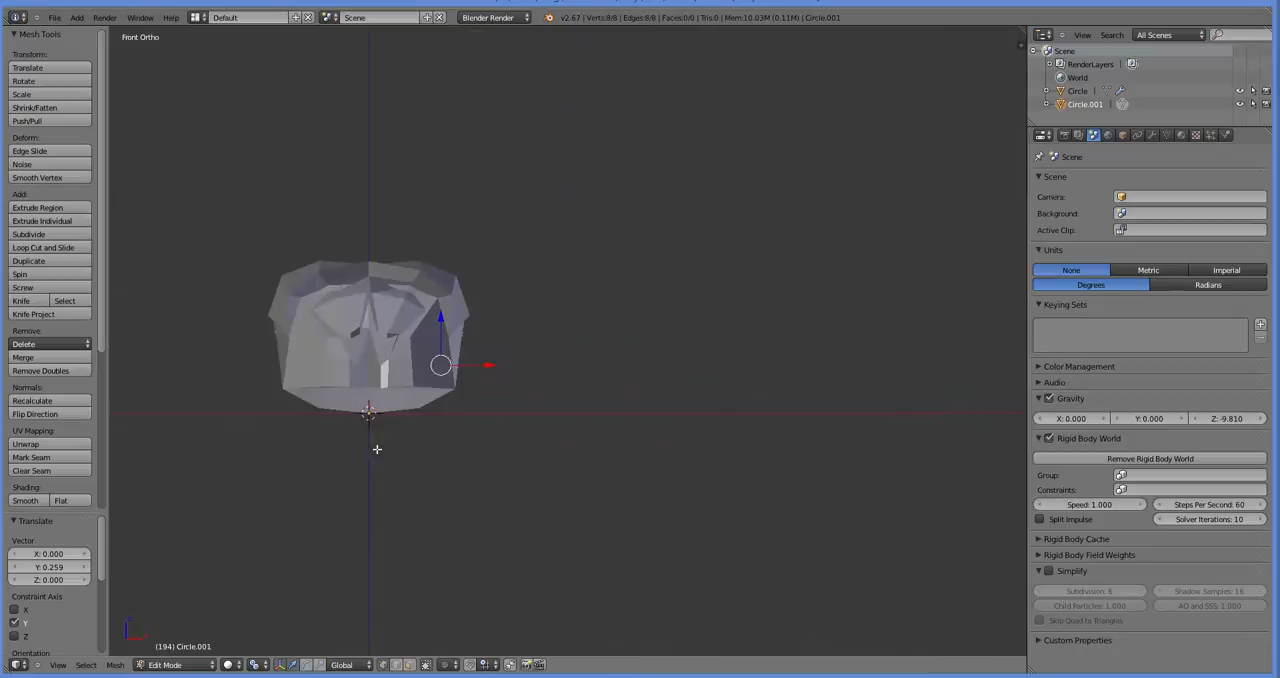 File Add Render Window Help Default Scene Blender Render v2.67 | Verts:8/8 | Edges:8/8 | Faces:0/0 | Tris:0 | Mem:10.03M (0.11M) | Circle.001
Mesh Tools
Transform:
Translate
Rotate
Scale
Shrink/Fatten
Push/Pull
Deform:
Edge Slide
Noise
Smooth Vertex
Add:
Extrude Region
Extrude Individual
Subdivide
Loop Cut and Slide
Duplicate
Spin
Screw
Knife Select
Knife Project
Remove:
Delete
Merge
Remove Doubles
Normals:
Recalculate
Flip Direction
UV Mapping:
Unwrap
Mark Seam
Clear Seam
Shading:
Smooth Flat
Translate
Vector
X: 0.000
Y: 0.259
Z: 0.000
Constraint Axis
X
Y
Z
Orientation
Front Ortho
(194) Circle.001
View Select Mesh Edit Mode Global
View Search All Scenes
Scene
RenderLayers
World
Circle
Circle.001
Scene
Scene
Camera:
Background:
Active Clip:
Units
None Metric Imperial
Degrees Radians
Keying Sets
Color Management
Audio
Gravity
X: 0.000 Y: 0.000 Z: -9.810
Rigid Body World
Remove Rigid Body World
Group:
Constraints:
Speed: 1.000 Steps Per Second: 60
Split Impulse Solver Iterations: 10
Rigid Body Cache
Rigid Body Field Weights
Simplify
Subdivision: 6 Shadow Samples: 16
Child Particles: 1.000 AO and SSS: 1.000
Skip Quad to Triangles
Custom Properties